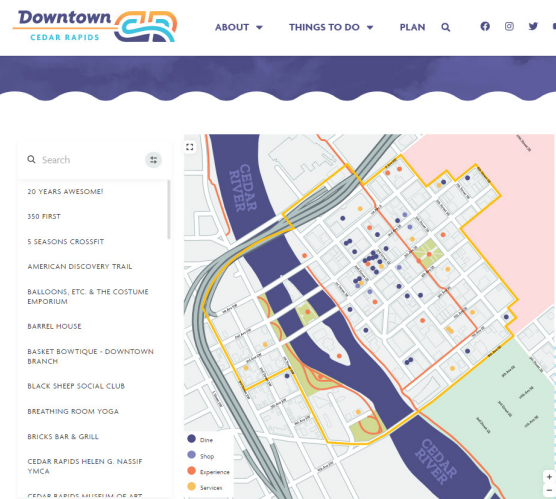 Downtown
CEDAR RAPIDS
ABOUT
THINGS TO DO
PLAN
Search
20 YEARS AWESOME!
350 FIRST
5 SEASONS CROSSFIT
AMERICAN DISCOVERY TRAIL
BALLOONS, ETC. & THE COSTUME
EMPORIUM
BARREL HOUSE
BASKET BOWTIQUE - DOWNTOWN
BRANCH
BLACK SHEEP SOCIAL CLUB
BREATHING ROOM YOGA
BRICKS BAR & GRILL
CEDAR RAPIDS HELEN G. NASSIF
YMCA
CEDAR RAPIDS MUSEUM OF ART
CEDAR
RIVER
CEDAR
RIVER
Dine
Shop
Experience
Services
+
−